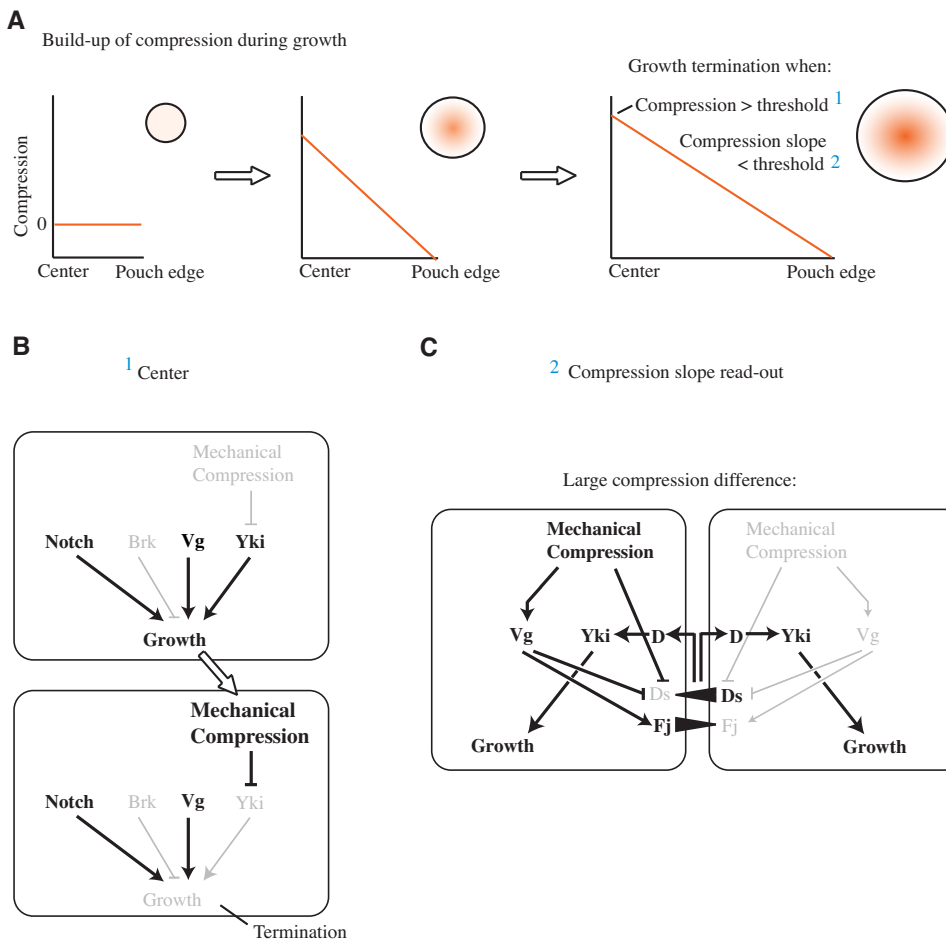 A
Build-up of compression during growth
Growth termination when:
Compression > threshold 1
Compression slope
< threshold 2
Compression
0
Center
Pouch edge
Center
Pouch edge
Center
Pouch edge
B
1 Center
Mechanical
Compression
Notch
Brk
Vg
Yki
Growth
Mechanical
Compression
Notch
Brk
Vg
Yki
Growth
Termination
C
2 Compression slope read-out
Large compression difference:
Mechanical
Compression
Mechanical
Compression
Vg
Yki
D
D
Yki
Vg
Ds
Ds
Fj
Fj
Growth
Growth